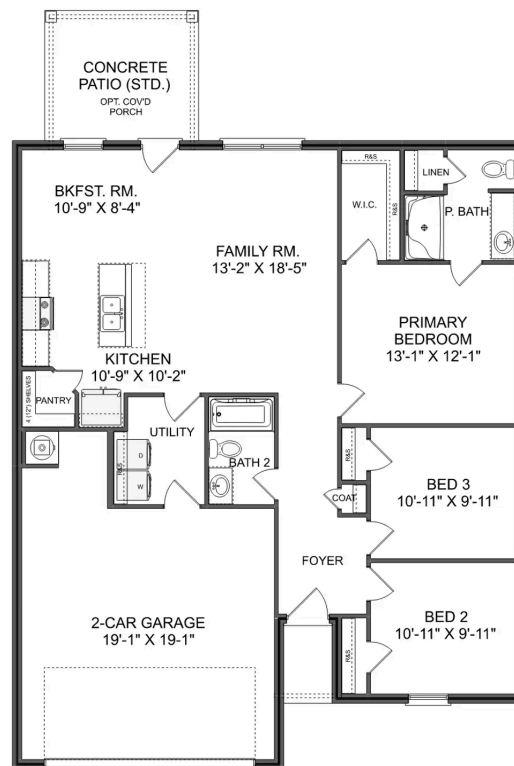 CONCRETE
PATIO (STD.)
OPT. COV'D
PORCH
BKFST. RM.
10'-9" X 8'-4"
FAMILY RM.
13'-2" X 18'-5"
R&S
W.I.C.
R&S
LINEN
P. BATH
KITCHEN
10'-9" X 10'-2"
PRIMARY
BEDROOM
13'-1" X 12'-1"
4 (12") SHELVES
PANTRY
UTILITY
R&S
D
W
BATH 2
R&S
BED 3
10'-11" X 9'-11"
COAT
FOYER
2-CAR GARAGE
19'-1" X 19-1"
BED 2
10'-11" X 9'-11"
R&S